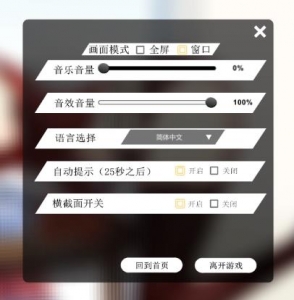 画面模式 全屏 窗口
音乐音量 0%
音效音量 100%
语言选择 简体中文
自动提示（25秒之后） 开启 关闭
横截面开关 开启 关闭
回到首页 离开游戏